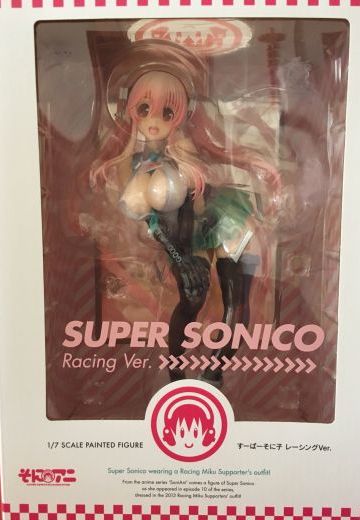 SUPER SONICO
Racing Ver. >>>>>>>>>>>>>>>>
1/7 SCALE PAINTED FIGURE
すーぱーそに子 レーシングVer.
そにアニ
Super Sonico wearing a Racing Miku Supporter's outfit!
From the anime series "SoniAni" comes a figure of Super Sonico
as she appeared in episode 10 of the series,
dressed in the 2013 Racing Miku Supporters' outfit!